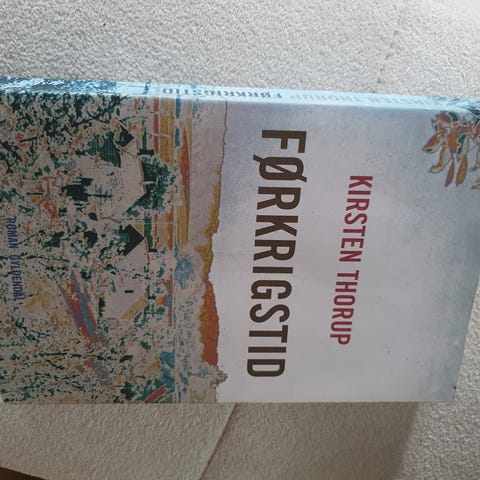 KIRSTEN THORUP
FØRKRIGSTID
ROMAN GYLDENDAL
KIRSTEN THORUP FØRKRIGSTID